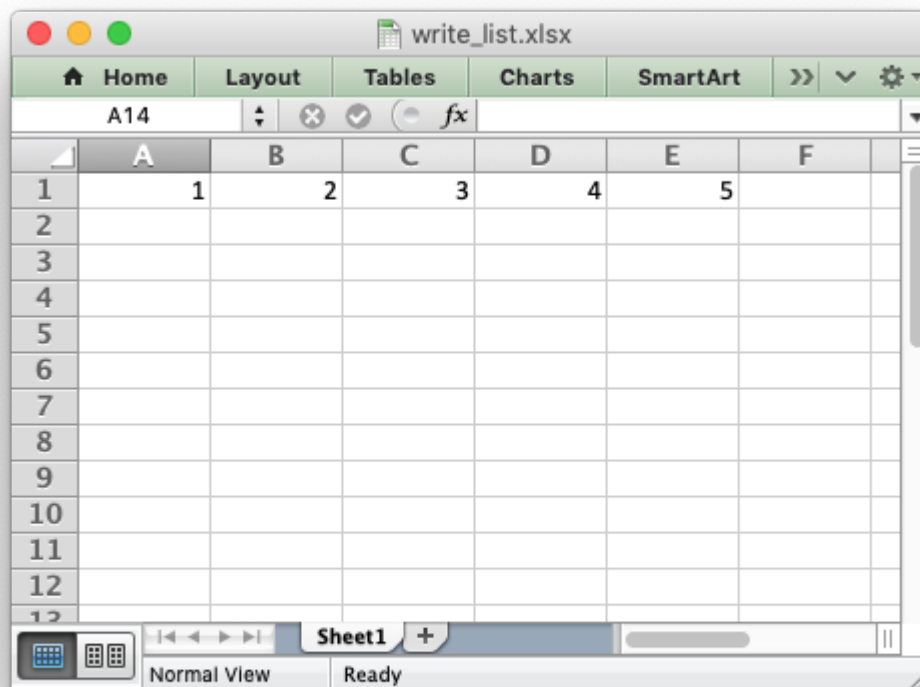 write_list.xlsx
Home Layout Tables Charts SmartArt
A14 fx
A B C D E F
1 1 2 3 4 5
2
3
4
5
6
7
8
9
10
11
12
13
Sheet1 +
Normal View Ready